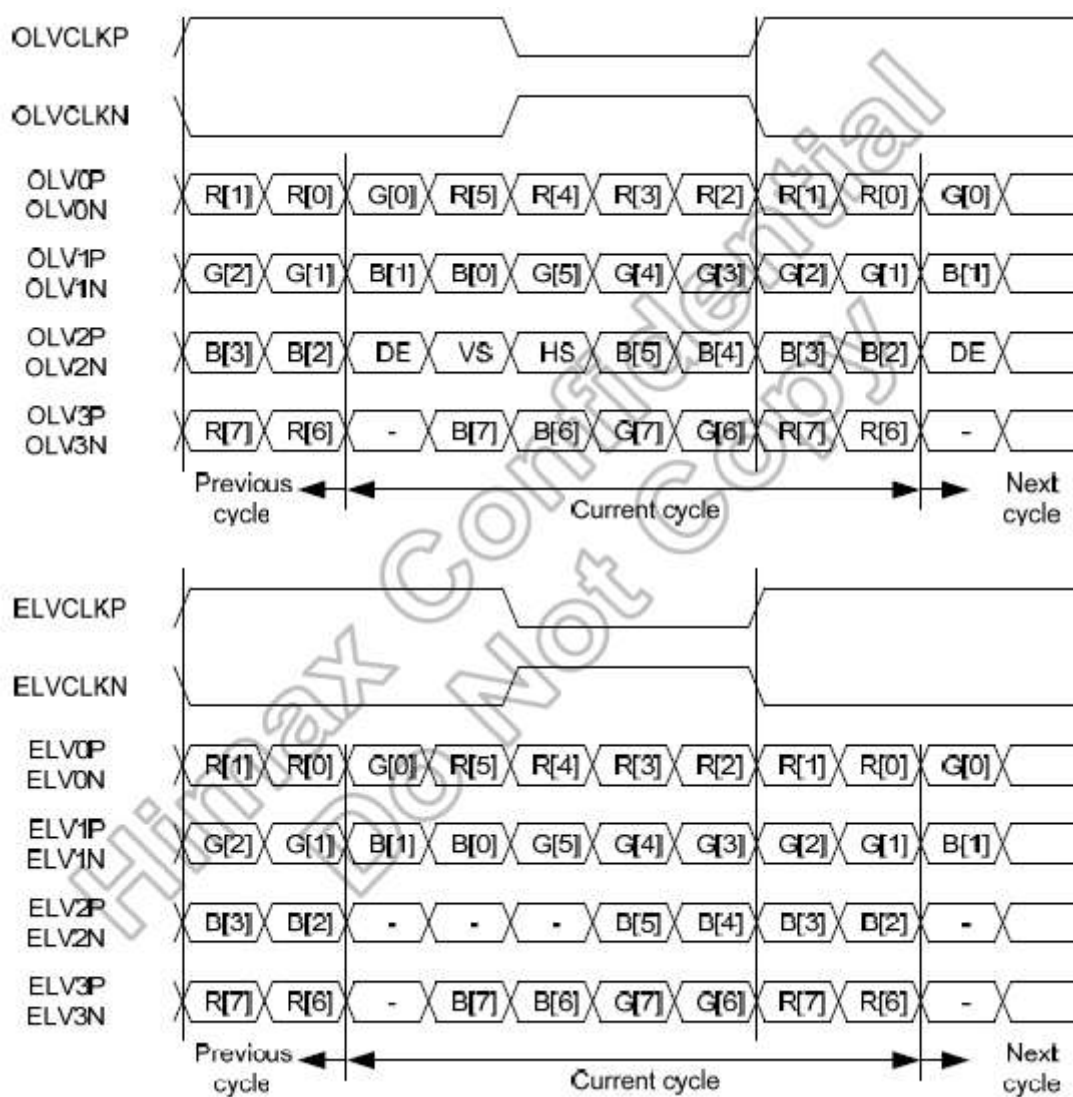 OLVCLKP
OLVCLKN
OLV0P
OLV0N
R[1] R[0] G[0] R[5] R[4] R[3] R[2] R[1] R[0] G[0]
OLV1P
OLV1N
G[2] G[1] B[1] B[0] G[5] G[4] G[3] G[2] G[1] B[1]
OLV2P
OLV2N
B[3] B[2] DE VS HS B[5] B[4] B[3] B[2] DE
OLV3P
OLV3N
R[7] R[6] - B[7] B[6] G[7] G[6] R[7] R[6] -
Previous cycle
Current cycle
Next cycle
ELVCLKP
ELVCLKN
ELV0P
ELV0N
R[1] R[0] G[0] R[5] R[4] R[3] R[2] R[1] R[0] G[0]
ELV1P
ELV1N
G[2] G[1] B[1] B[0] G[5] G[4] G[3] G[2] G[1] B[1]
ELV2P
ELV2N
B[3] B[2] - - - B[5] B[4] B[3] B[2] -
ELV3P
ELV3N
R[7] R[6] - B[7] B[6] G[7] G[6] R[7] R[6] -
Previous cycle
Current cycle
Next cycle
Himax Confidential
Do Not Copy